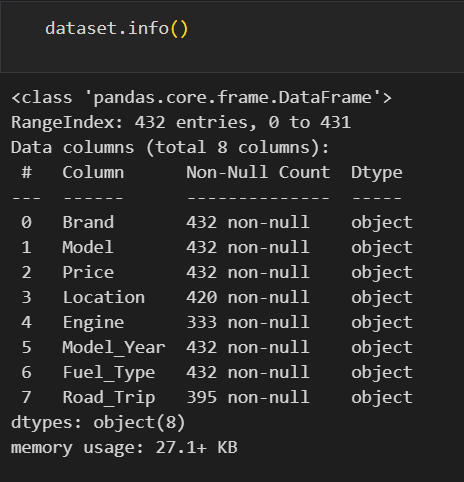 dataset.info()
<class 'pandas.core.frame.DataFrame'>
RangeIndex: 432 entries, 0 to 431
Data columns (total 8 columns):
 #   Column      Non-Null Count  Dtype
---  ------      --------------  -----
 0   Brand       432 non-null    object
 1   Model       432 non-null    object
 2   Price       432 non-null    object
 3   Location    420 non-null    object
 4   Engine      333 non-null    object
 5   Model_Year  432 non-null    object
 6   Fuel_Type   432 non-null    object
 7   Road_Trip   395 non-null    object
dtypes: object(8)
memory usage: 27.1+ KB